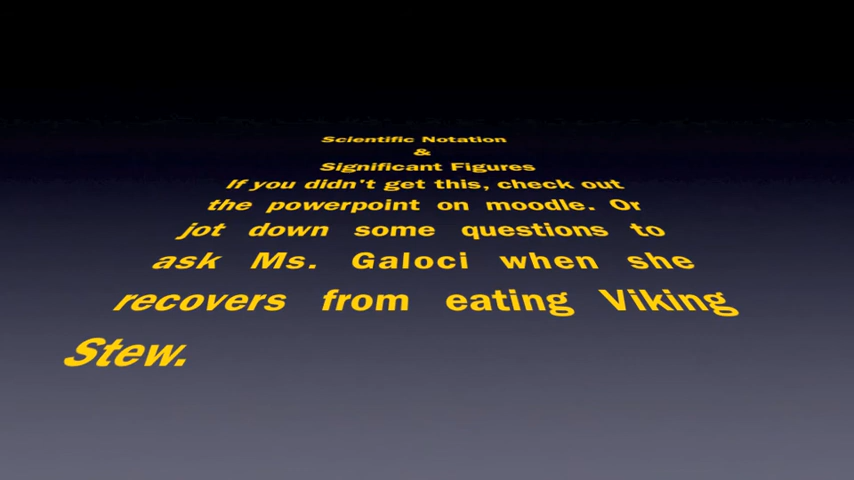 Scientific Notation
&
Significant Figures
If you didn't get this, check out
the powerpoint on moodle. Or
jot down some questions to
ask Ms. Galoci when she
recovers from eating Viking
Stew.